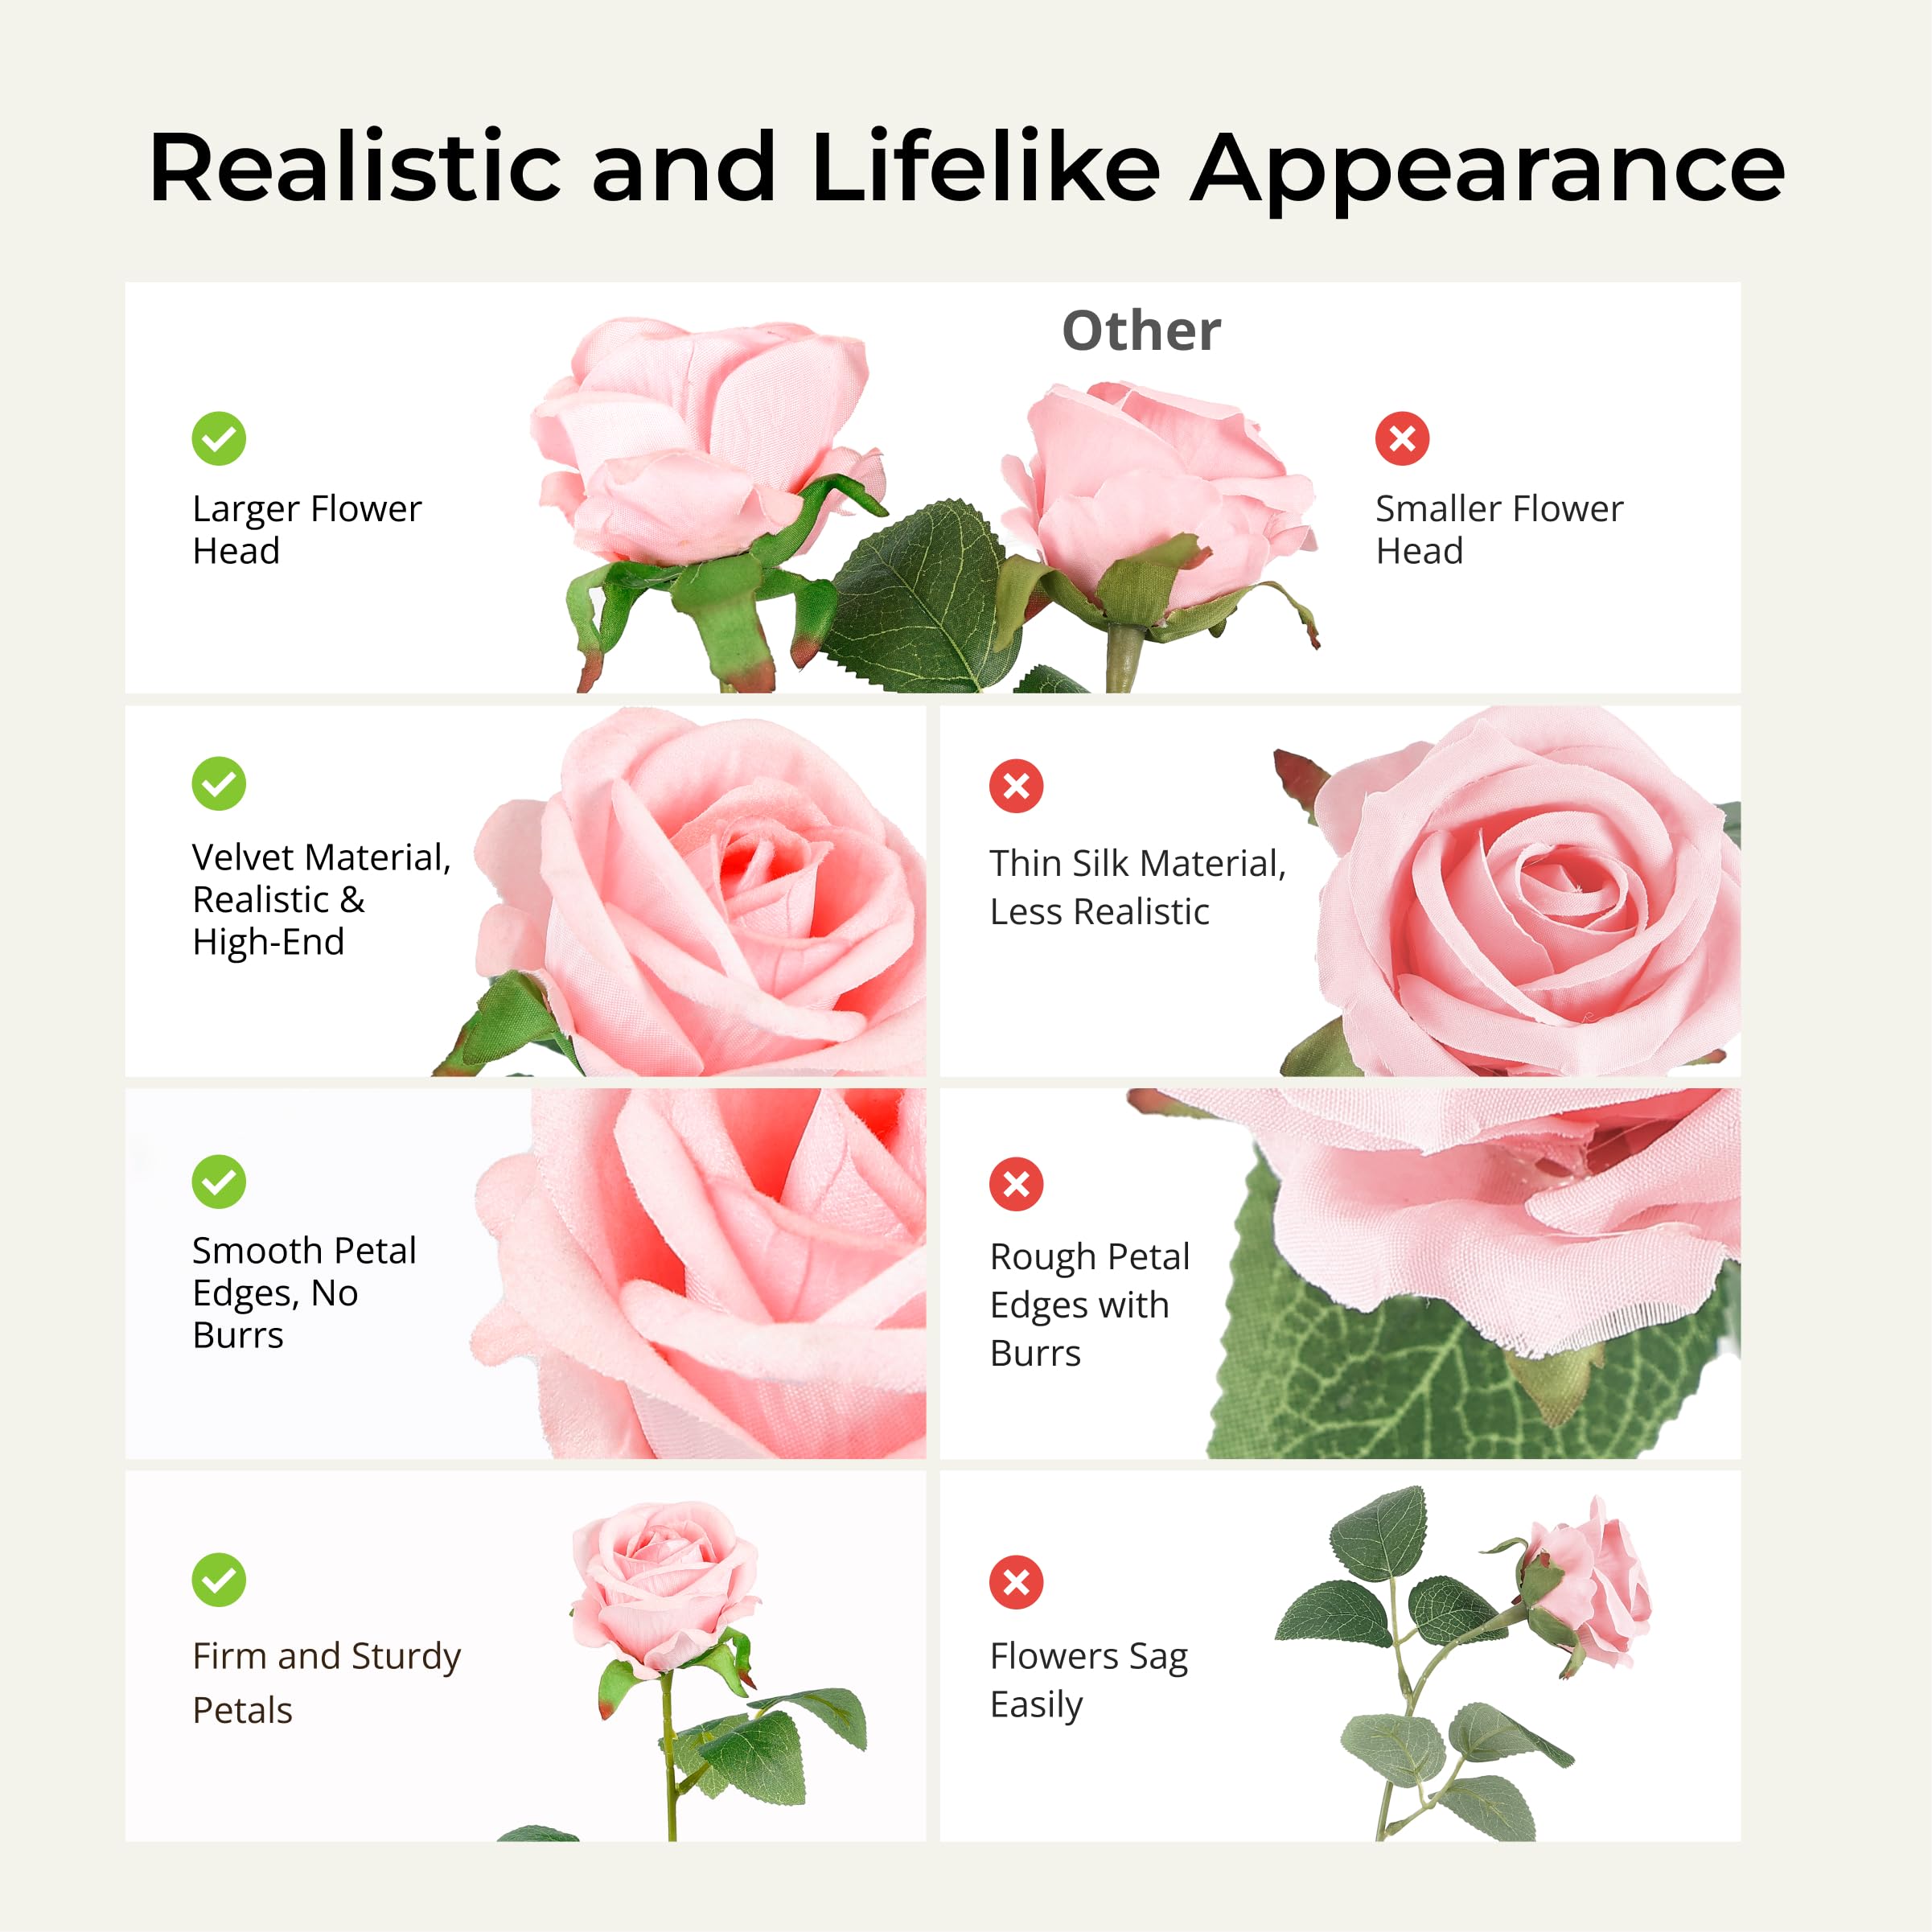 Realistic and Lifelike Appearance
Other
Larger Flower
Head
Smaller Flower
Head
Velvet Material,
Realistic &
High-End
Thin Silk Material,
Less Realistic
Smooth Petal
Edges, No
Burrs
Rough Petal
Edges with
Burrs
Firm and Sturdy
Petals
Flowers Sag
Easily